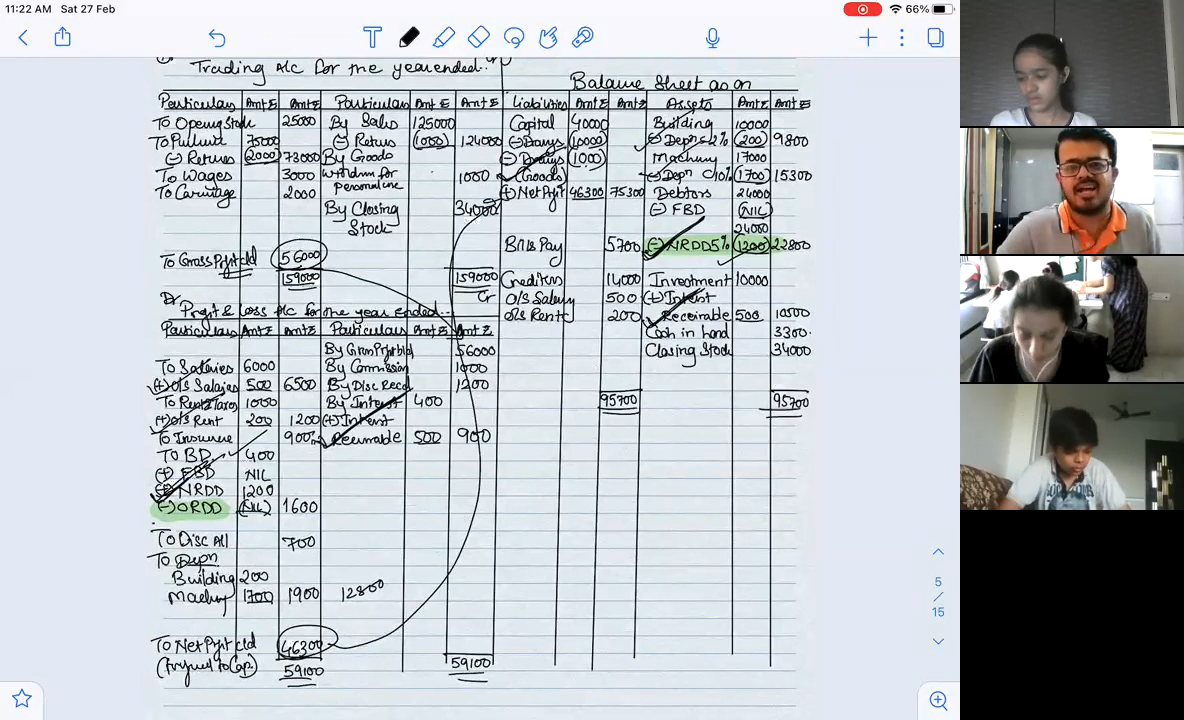 11:22 AM Sat 27 Feb
66%
Trading A/c for the year ended..
Particulars Amt ₹ Amt ₹ Particulars Amt ₹ Amt ₹
To Opening Stock 25000 By Sales 125000
To Purchase 75000 (-) Returns (1000) 124000
(-) Returns (2000) 73000 By Goods
To Wages 3000 withdrawn for 1000
To Carriage 2000 personal use
By Closing 34000
Stock
To Gross Profit c/d 56000
159000 159000
Dr Cr
Profit & Loss A/c for the year ended...
Particulars Amt ₹ Amt ₹ Particulars Amt ₹ Amt ₹
By Gross Profit b/d 56000
To Salaries 6000 By Commission 1000
(+) O/s Salaries 500 6500 By Disc Recd 1200
To Rent & Taxes 1000 By Interest 400
(+) O/s Rent 200 1200 (+) Interest
To Insurance 900 Receivable 500 900
To BD 400
(+) FBD NIL
(+) NRDD 1200
(-) ORDD (NIL) 1600
To Disc All 700
To Depn
Building 200
Machery 1700 1900 12800
To Net Profit c/d 46300
59100 59100
Balance Sheet as on
Liabilities Amt ₹ Amt ₹ Assets Amt ₹ Amt ₹
Capital 40000 Building 10000
(-) Drawgs (10000) (-) Depn 2% (200) 9800
(-) Drawgs (1000) Machery 17000
(Goods) (-) Depn 10% (1700) 15300
(+) Net Profit 46300 75300 Debtors 24000
(-) FBD (NIL)
24000
Bills Pay 5700 (-) NRDD 5% (1200) 22800
Creditors 14000 Investment 10000
O/S Salary 500 (+) Interest
O/s Rent 200 Receivable 500 10500
Cash in hand 3300
Closing Stock 34000
95700 95700
5
/
15